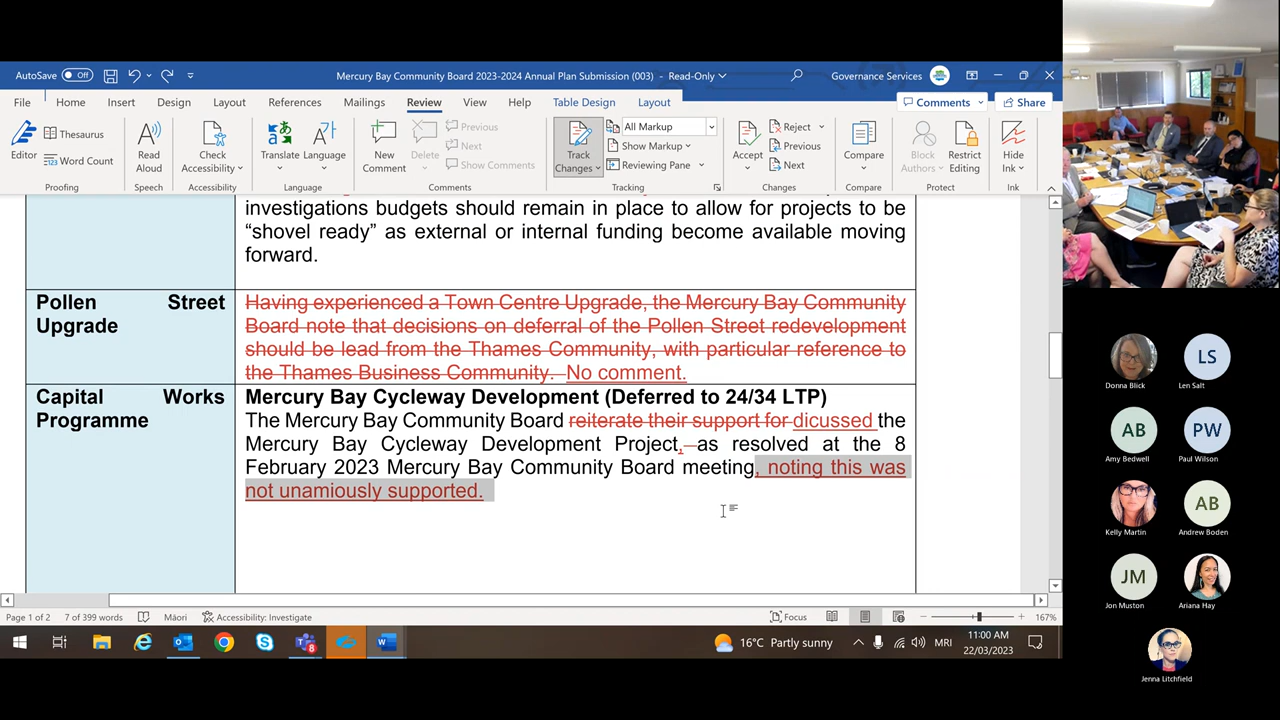 AutoSave Off
Mercury Bay Community Board 2023-2024 Annual Plan Submission (003) - Read-Only
Governance Services
File Home Insert Design Layout References Mailings Review View Help Table Design Layout
Comments Share
Editor
Thesaurus
Word Count
Proofing
Read Aloud
Speech
Check Accessibility
Accessibility
Translate Language
Language
New Comment
Delete
Previous
Next
Show Comments
Comments
Track Changes
All Markup
Show Markup
Reviewing Pane
Tracking
Accept
Reject
Previous
Next
Changes
Compare
Compare
Block Authors
Restrict Editing
Protect
Hide Ink
Ink
investigations budgets should remain in place to allow for projects to be
“shovel ready” as external or internal funding become available moving
forward.
Pollen Street
Upgrade
Having experienced a Town Centre Upgrade, the Mercury Bay Community
Board note that decisions on deferral of the Pollen Street redevelopment
should be lead from the Thames Community, with particular reference to
the Thames Business Community. No comment.
Capital Works
Programme
Mercury Bay Cycleway Development (Deferred to 24/34 LTP)
The Mercury Bay Community Board reiterate their support for dicussed the
Mercury Bay Cycleway Development Project, as resolved at the 8
February 2023 Mercury Bay Community Board meeting, noting this was
not unamiously supported.
Page 1 of 2 7 of 399 words Māori Accessibility: Investigate Focus 167%
16°C Partly sunny MRI 11:00 AM
22/03/2023
Donna Blick
LS
Len Salt
AB
Amy Bedwell
PW
Paul Wilson
Kelly Martin
AB
Andrew Boden
JM
Jon Muston
Ariana Hay
Jenna Litchfield